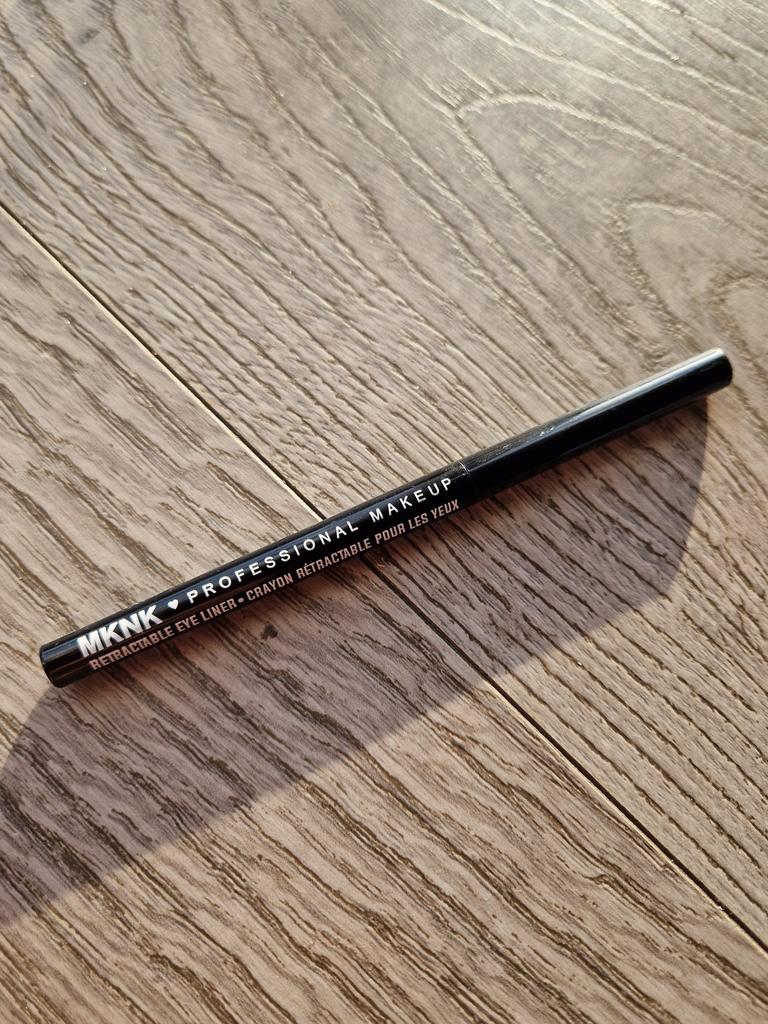 MKNK ♥ PROFESSIONAL MAKEUP
RETRACTABLE EYE LINER • CRAYON RÉTRACTABLE POUR LES YEUX